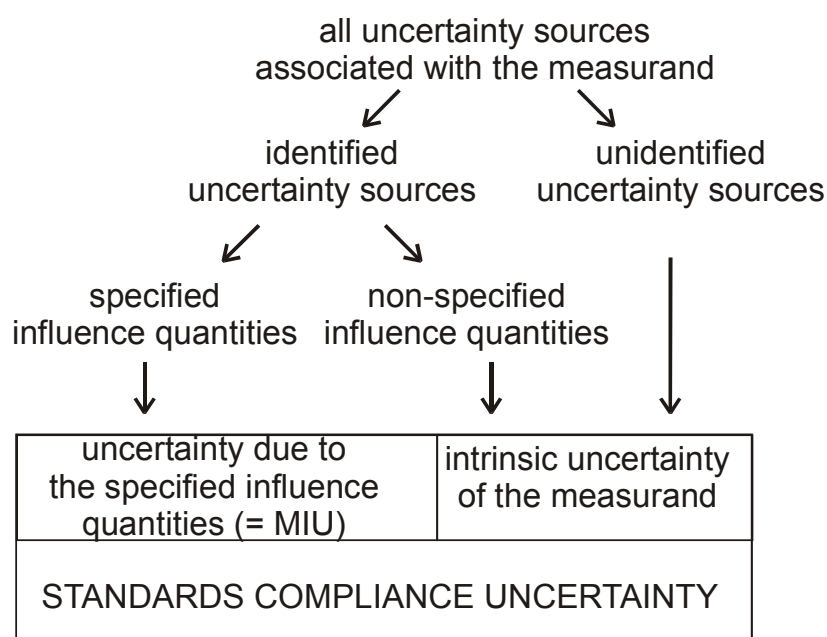 all uncertainty sources
associated with the measurand
identified
uncertainty sources
unidentified
uncertainty sources
specified
influence quantities
non-specified
influence quantities
uncertainty due to
the specified influence
quantities (= MIU)
intrinsic uncertainty
of the measurand
STANDARDS COMPLIANCE UNCERTAINTY